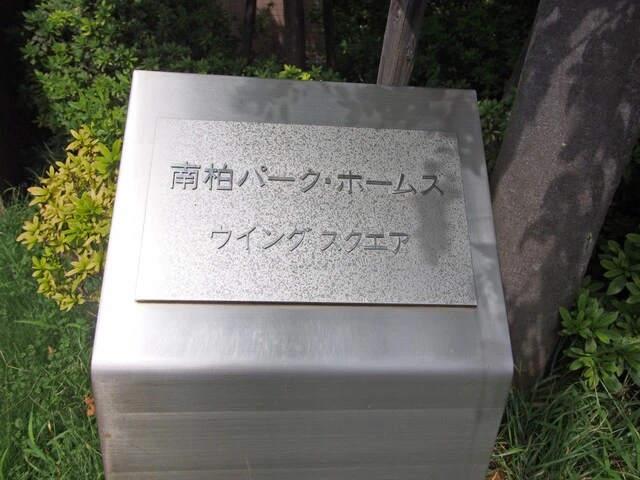 南柏パーク・ホームズ
ウイング スクエア